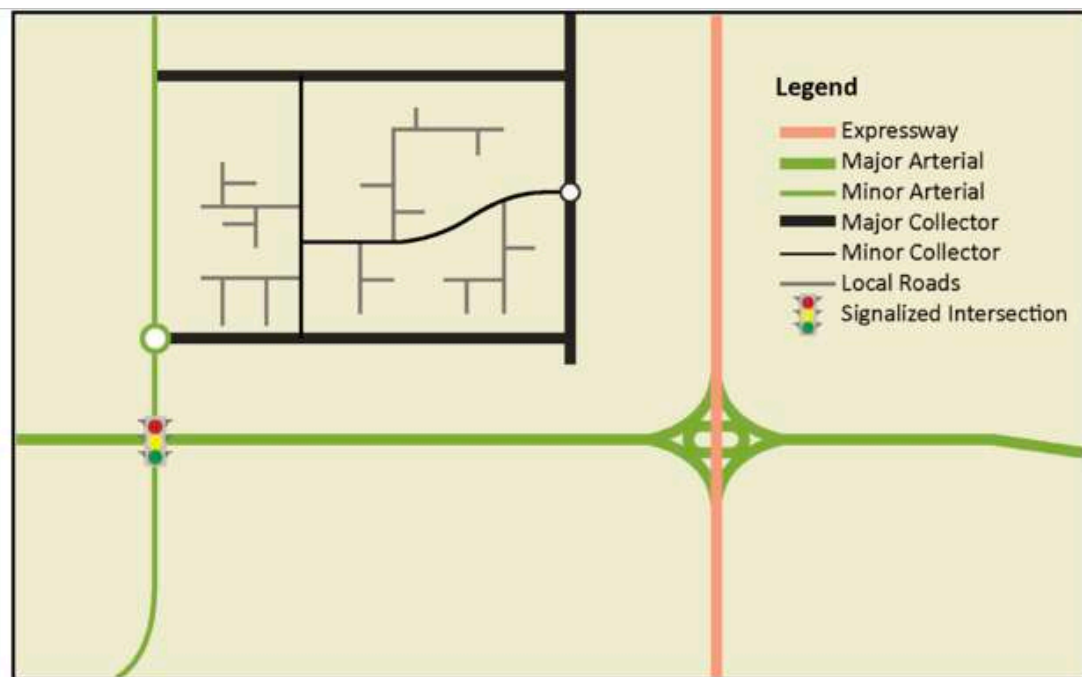 Legend
Expressway
Major Arterial
Minor Arterial
Major Collector
Minor Collector
Local Roads
Signalized Intersection